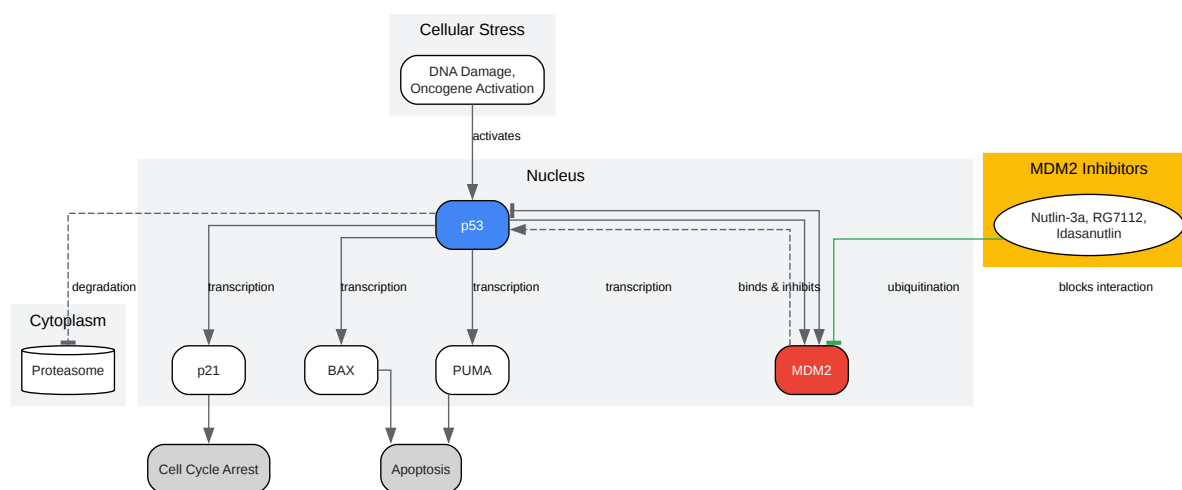 Cellular Stress
DNA Damage,
Oncogene Activation
activates
Nucleus
MDM2 Inhibitors
p53
Nutlin-3a, RG7112,
Idasanutlin
degradation
transcription
transcription
transcription
transcription
binds & inhibits
ubiquitination
blocks interaction
Cytoplasm
Proteasome
p21
BAX
PUMA
MDM2
Cell Cycle Arrest
Apoptosis